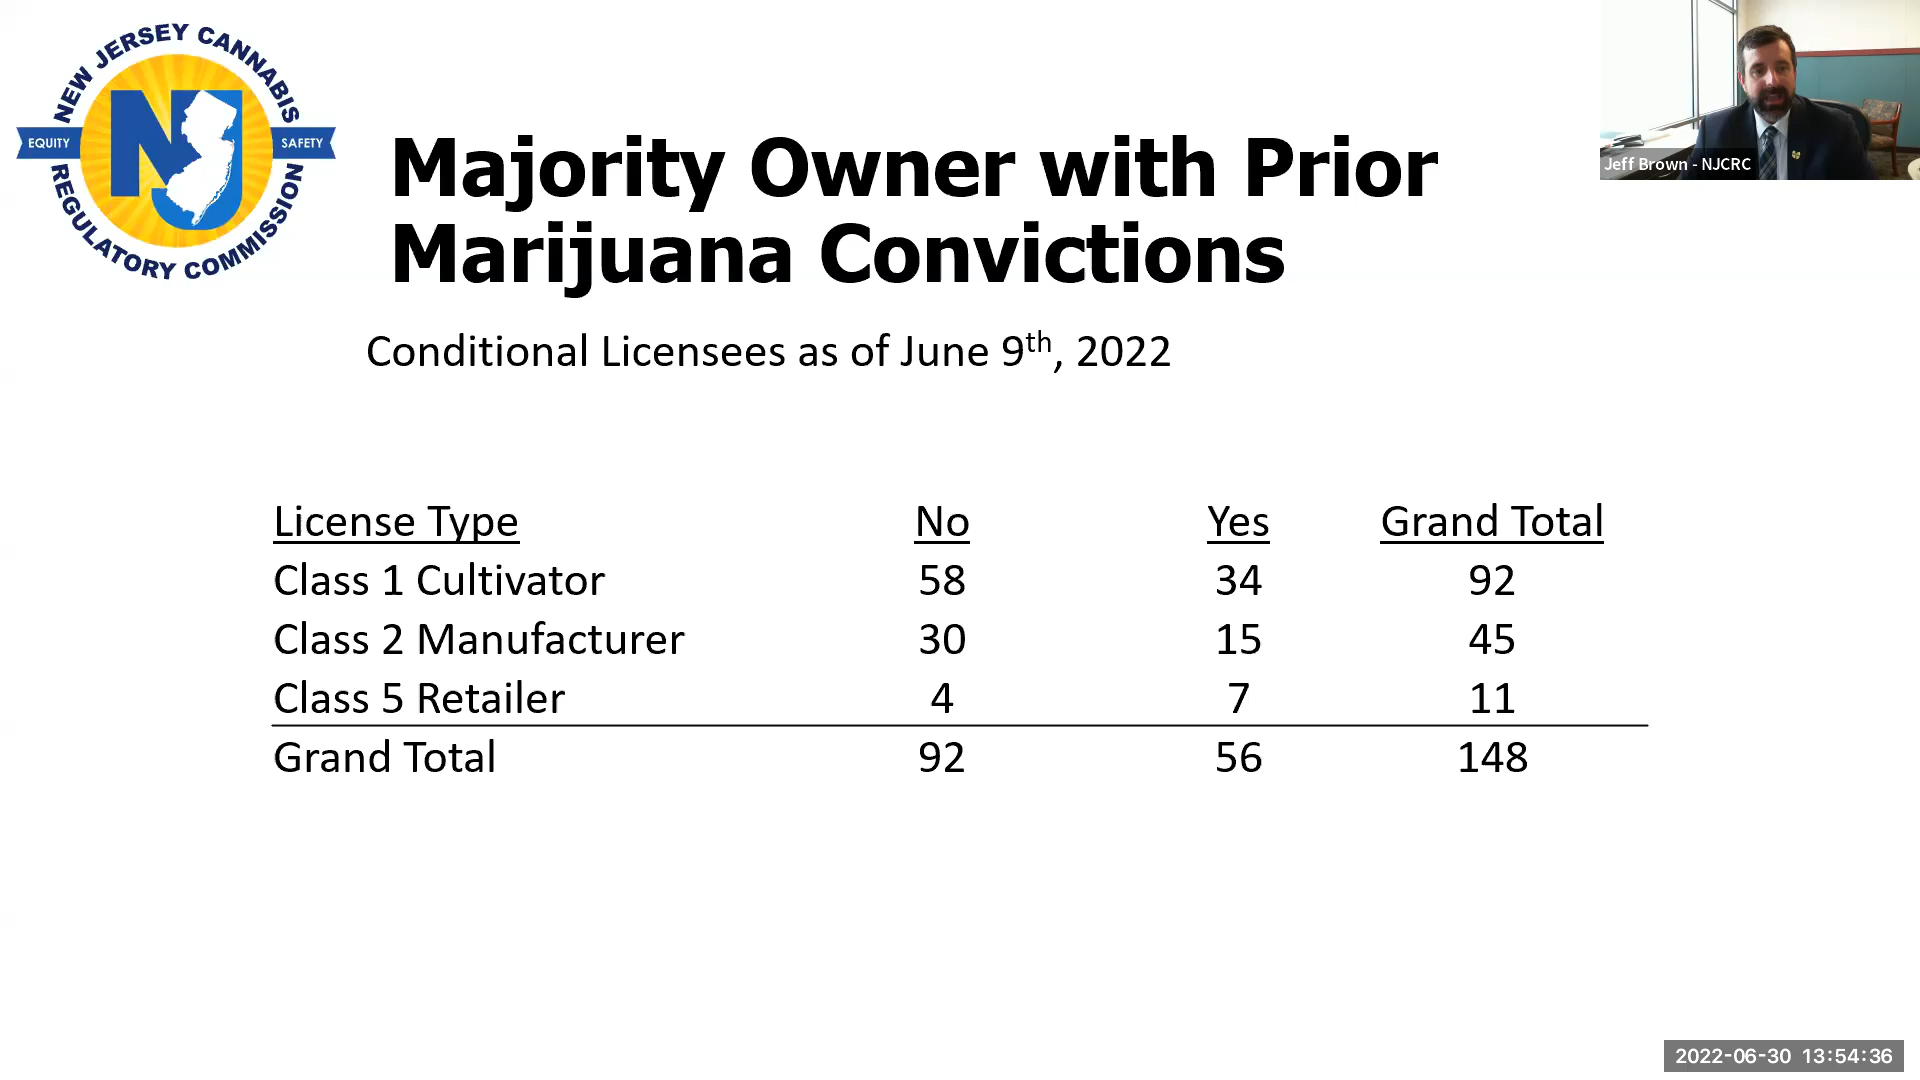 NEW JERSEY CANNABIS
EQUITY
NJ
SAFETY
REGULATORY COMMISSION
Jeff Brown - NJCRC
Majority Owner with Prior
Marijuana Convictions
Conditional Licensees as of June 9th, 2022
License Type No Yes Grand Total
Class 1 Cultivator 58 34 92
Class 2 Manufacturer 30 15 45
Class 5 Retailer 4 7 11
Grand Total 92 56 148
2022-06-30 13:54:36